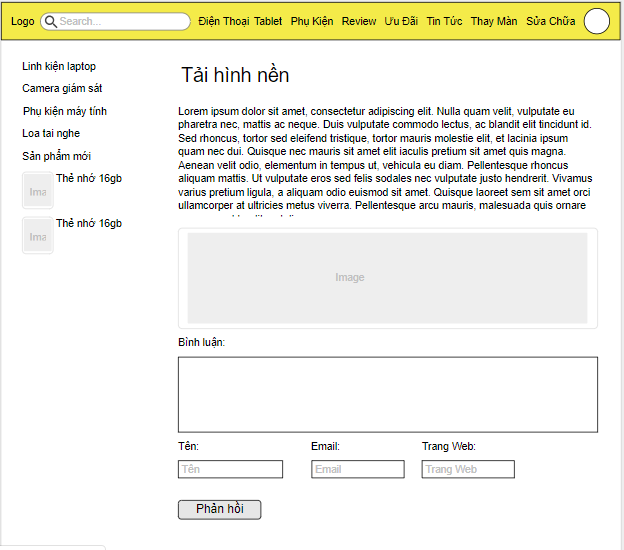 Logo Search... Điện Thoại Tablet Phụ Kiện Review Ưu Đãi Tin Tức Thay Màn Sửa Chữa
Linh kiện laptop
Camera giám sát
Phụ kiện máy tính
Loa tai nghe
Sản phẩm mới
Thẻ nhớ 16gb
Thẻ nhớ 16gb
Tải hình nền
Lorem ipsum dolor sit amet, consectetur adipiscing elit. Nulla quam velit, vulputate eu
pharetra nec, mattis ac neque. Duis vulputate commodo lectus, ac blandit elit tincidunt id.
Sed rhoncus, tortor sed eleifend tristique, tortor mauris molestie elit, et lacinia ipsum
quam nec dui. Quisque nec mauris sit amet elit iaculis pretium sit amet quis magna.
Aenean velit odio, elementum in tempus ut, vehicula eu diam. Pellentesque rhoncus
aliquam mattis. Ut vulputate eros sed felis sodales nec vulputate justo hendrerit. Vivamus
varius pretium ligula, a aliquam odio euismod sit amet. Quisque laoreet sem sit amet orci
ullamcorper at ultricies metus viverra. Pellentesque arcu mauris, malesuada quis ornare
Image
Bình luận:
Tên: Email: Trang Web:
Tên Email Trang Web
Phản hồi